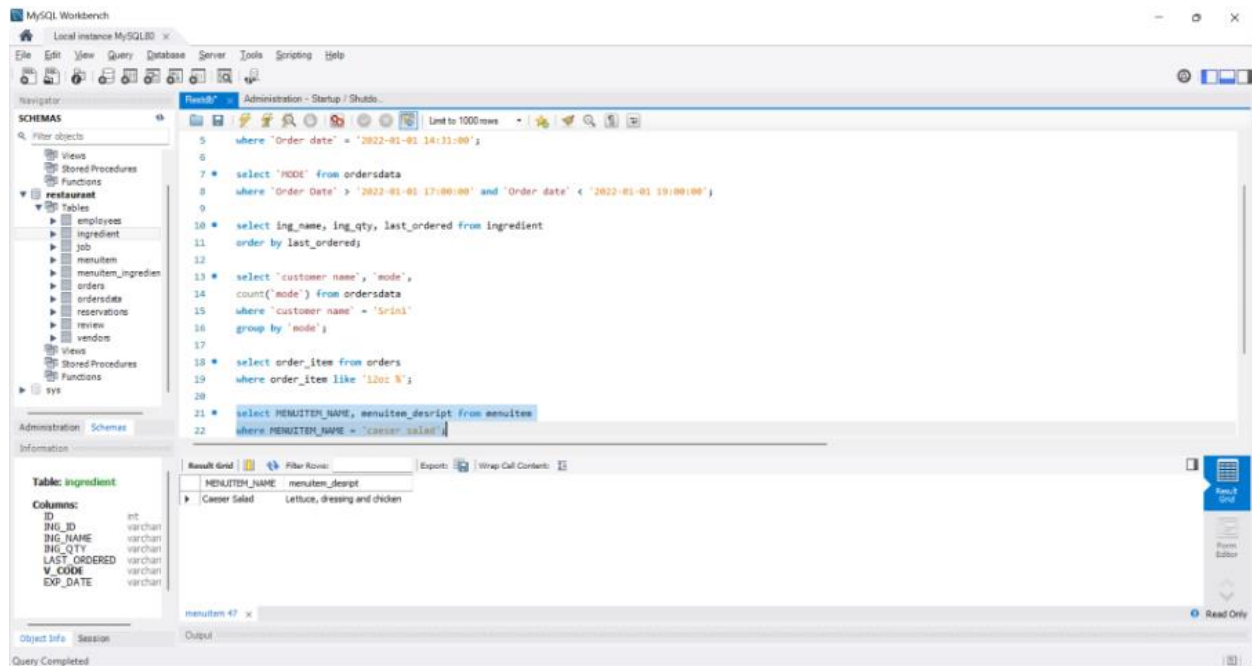 MySQL Workbench
Local instance MySQL80
File Edit View Query Database Server Tools Scripting Help
Navigator
SCHEMAS
Filter objects
Views
Stored Procedures
Functions
restaurant
Tables
employees
ingredient
job
menuitem
menuitem_ingredien
orders
ordersdata
reservations
review
vendors
Views
Stored Procedures
Functions
sys
Administration Schemas
Information
Table: ingredient
Columns:
ID int
ING_ID varchar
ING_NAME varchar
ING_QTY varchar
LAST_ORDERED varchar
V_CODE varchar
EXP_DATE varchar
Object Info Session
Query Completed
Restdb* Administration - Startup / Shutdo...
Limit to 1000 rows
5 where `Order date` = '2022-01-01 14:31:00';
6
7 select `MODE` from ordersdata
8 where `Order Date` > '2022-01-01 17:00:00' and `Order date` < '2022-01-01 19:00:00';
9
10 select ing_name, ing_qty, last_ordered from ingredient
11 order by last_ordered;
12
13 select `customer name`, `mode`,
14 count(`mode`) from ordersdata
15 where `customer name` = 'Srini'
16 group by `mode`;
17
18 select order_item from orders
19 where order_item like '12oz %';
20
21 select MENUITEM_NAME, menuitem_desript from menuitem
22 where MENUITEM_NAME = 'caeser salad';
Result Grid Filter Rows: Export: Wrap Cell Content:
MENUITEM_NAME menuitem_desript
Caeser Salad Lettuce, dressing and chicken
Result Grid
Form Editor
menuitem 47 Read Only
Output